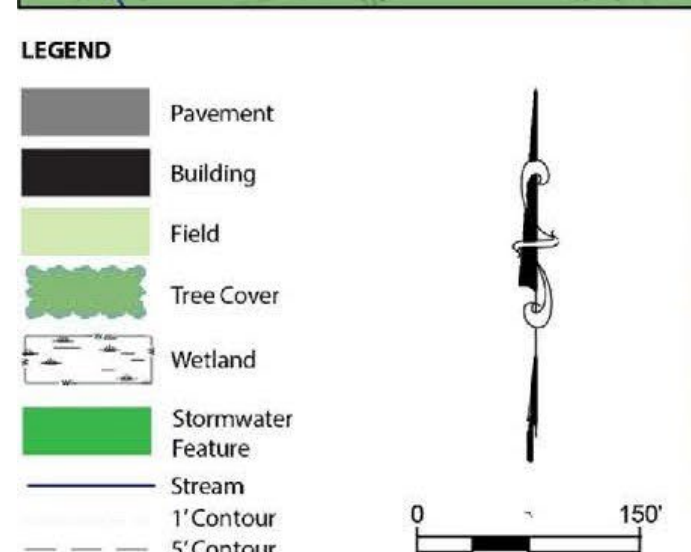 LEGEND
Pavement
Building
Field
Tree Cover
Wetland
Stormwater
Feature
Stream
1' Contour
5' Contour
0 150'